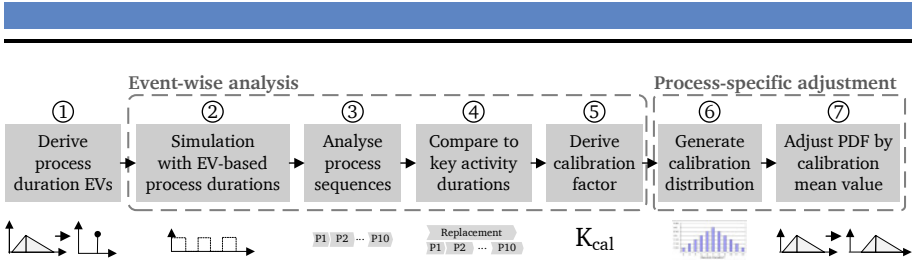 Event-wise analysis
Process-specific adjustment
①
Derive
process
duration EVs
②
Simulation
with EV-based
process durations
③
Analyse
process
sequences
④
Compare to
key activity
durations
⑤
Derive
calibration
factor
⑥
Generate
calibration
distribution
⑦
Adjust PDF by
calibration
mean value
P1 P2 ... P10
Replacement
P1 P2 ... P10
Kcal